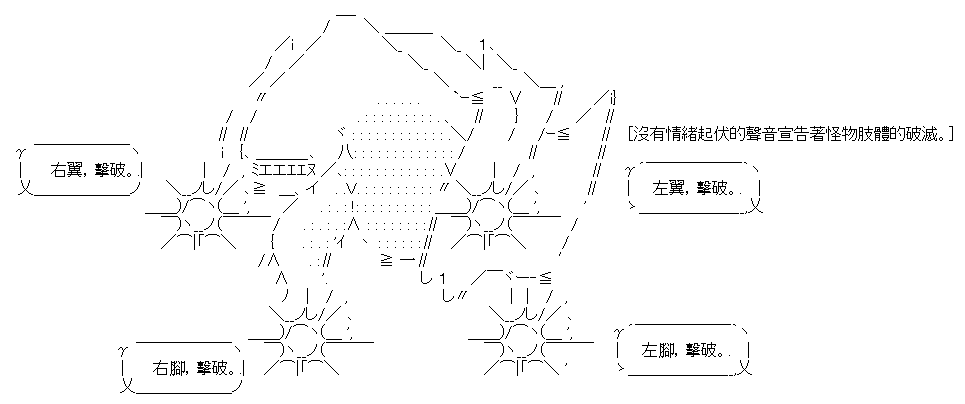 [沒有情緒起伏的聲音宣告著怪物肢體的破滅。]
右翼，擊破。
左翼，擊破。
右腳，擊破。
左腳，擊破。